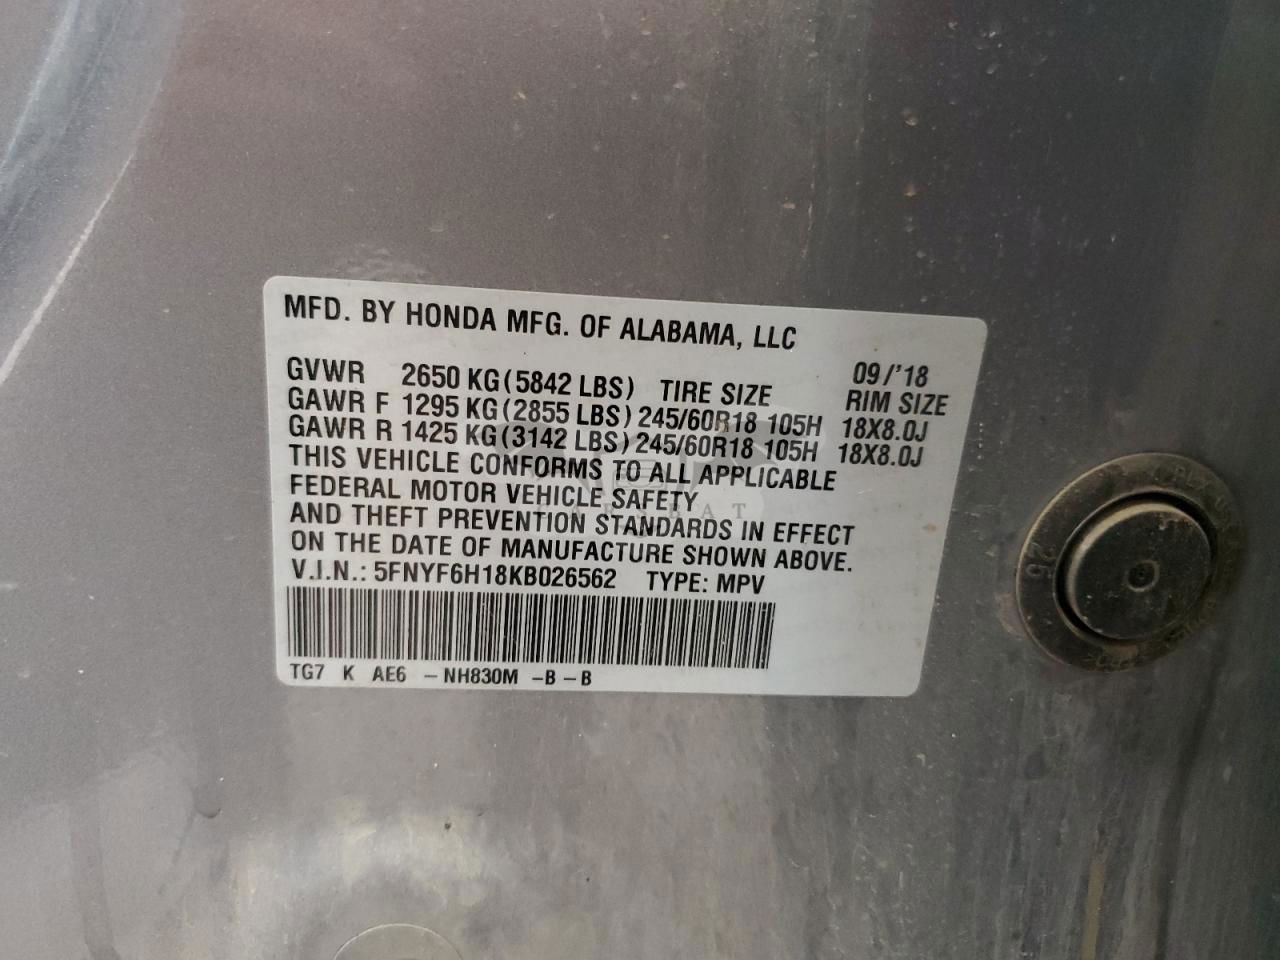 MFD. BY HONDA MFG. OF ALABAMA, LLC
09/'18
GVWR 2650 KG(5842 LBS) TIRE SIZE RIM SIZE
GAWR F 1295 KG(2855 LBS) 245/60R18 105H 18X8.0J
GAWR R 1425 KG(3142 LBS) 245/60R18 105H 18X8.0J
THIS VEHICLE CONFORMS TO ALL APPLICABLE
FEDERAL MOTOR VEHICLE SAFETY
AND THEFT PREVENTION STANDARDS IN EFFECT
ON THE DATE OF MANUFACTURE SHOWN ABOVE.
V.I.N.: 5FNYF6H18KB026562 TYPE: MPV
TG7 K AE6 - NH830M - B - B
25